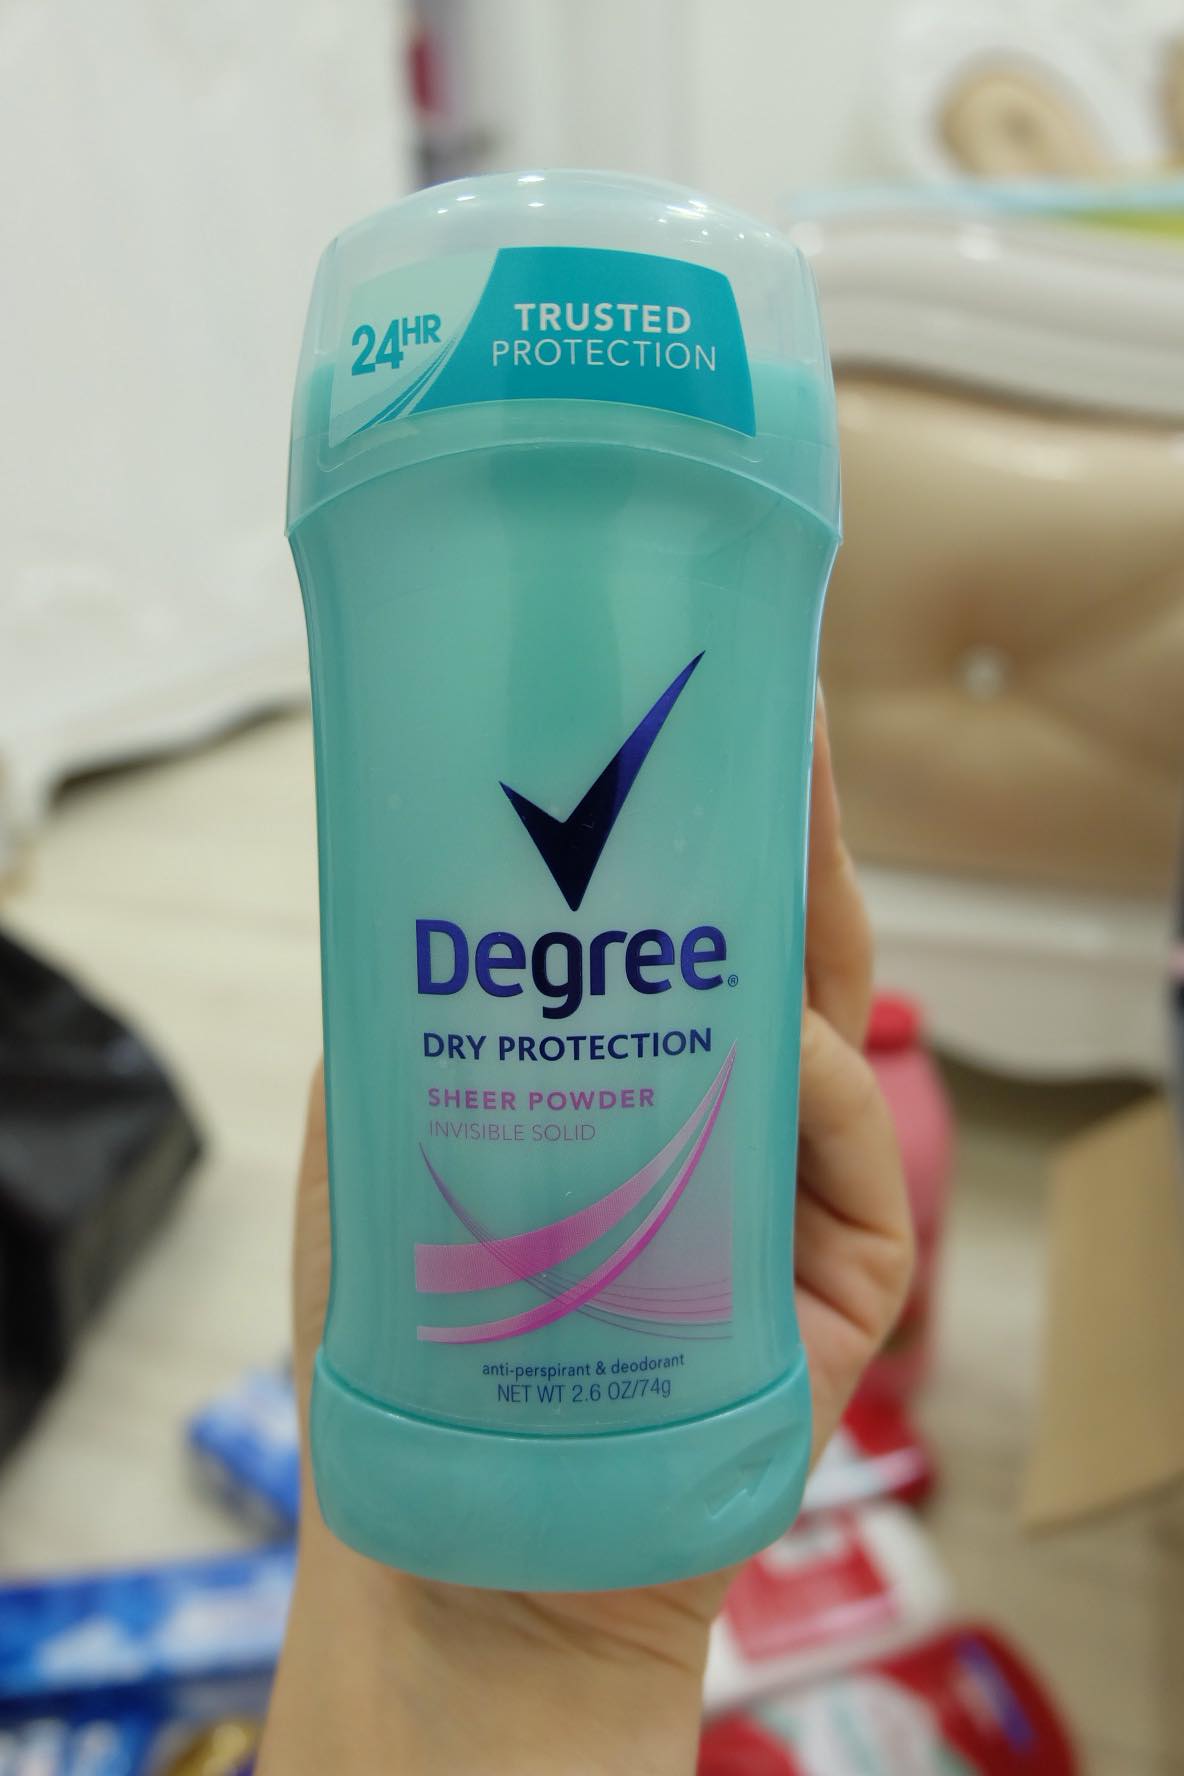 24HR
TRUSTED
PROTECTION
Degree®
DRY PROTECTION
SHEER POWDER
INVISIBLE SOLID
anti-perspirant & deodorant
NET WT 2.6 OZ/74g